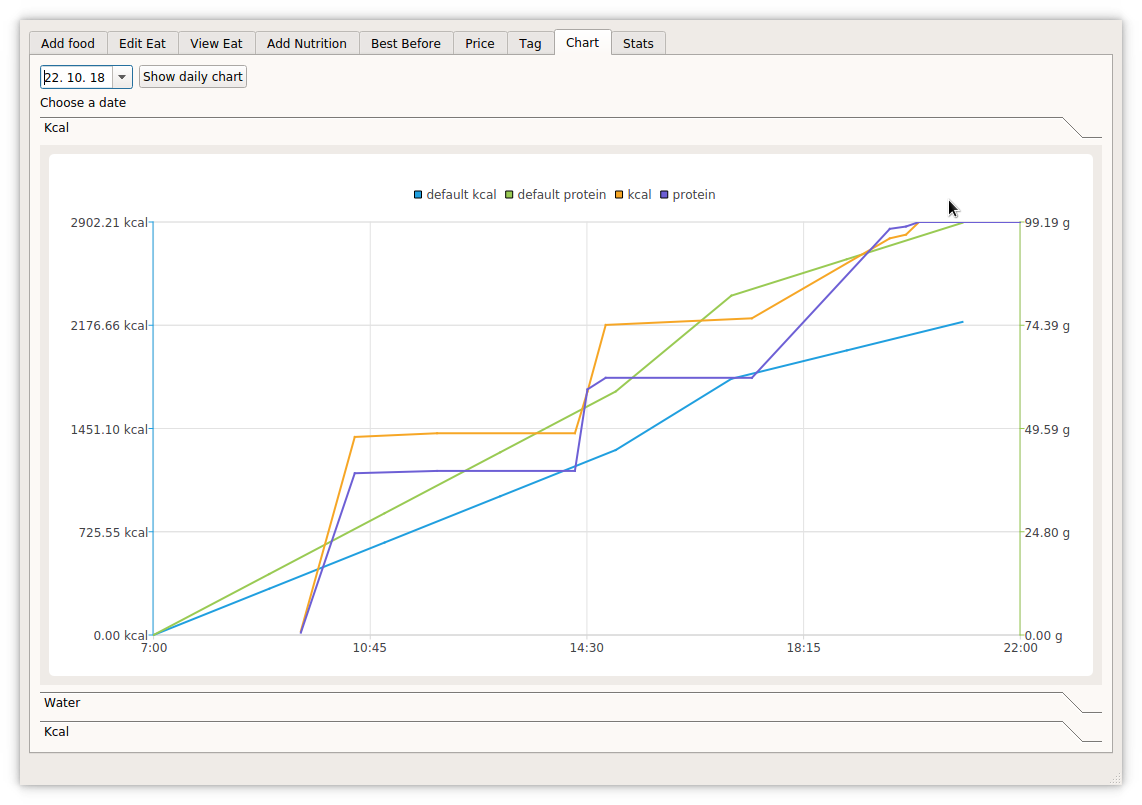 Add food Edit Eat View Eat Add Nutrition Best Before Price Tag Chart Stats
22. 10. 18 Show daily chart
Choose a date
Kcal
default kcal default protein kcal protein
2902.21 kcal 99.19 g
2176.66 kcal 74.39 g
1451.10 kcal 49.59 g
725.55 kcal 24.80 g
0.00 kcal 0.00 g
7:00 10:45 14:30 18:15 22:00
Water
Kcal